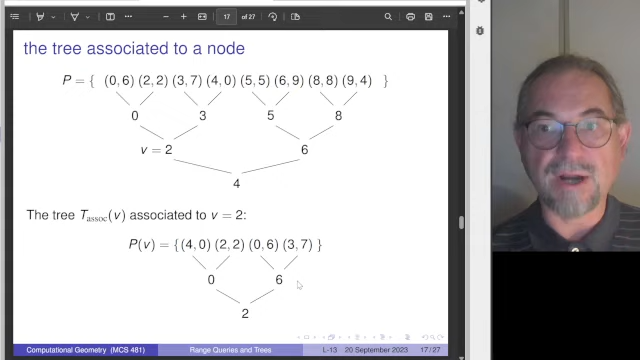 17 of 27
the tree associated to a node
P = { (0, 6) (2, 2) (3, 7) (4, 0) (5, 5) (6, 9) (8, 8) (9, 4) }
0 3 5 8
v = 2 6
4
The tree Tassoc(v) associated to v = 2:
P(v) = {(4, 0) (2, 2) (0, 6) (3, 7) }
0 6
2
Computational Geometry (MCS 481) Range Queries and Trees L-13 20 September 2023 17 / 27